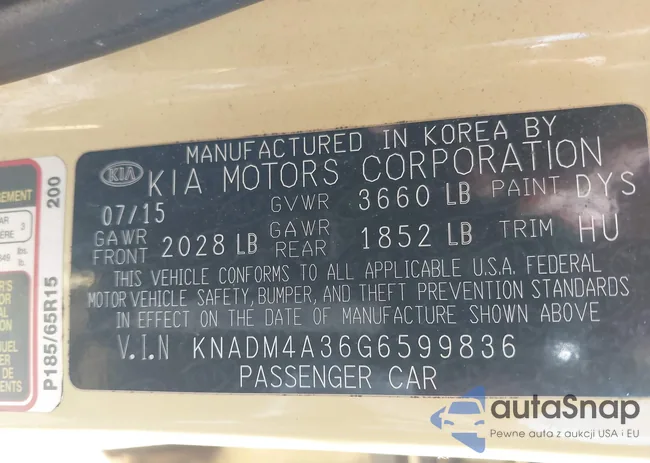 MANUFACTURED IN KOREA BY
KIA KIA MOTORS CORPORATION
07/15 GVWR 3660 LB PAINT DYS
GAWR FRONT 2028 LB GAWR REAR 1852 LB TRIM HU
THIS VEHICLE CONFORMS TO ALL APPLICABLE U.S.A. FEDERAL
MOTOR VEHICLE SAFETY, BUMPER, AND THEFT PREVENTION STANDARDS
IN EFFECT ON THE DATE OF MANUFACTURE SHOWN ABOVE
V.I.N KNADM4A36G6599836
PASSENGER CAR
P185/65R15 200
3
lbs.
autaSnap
Pewne auta z aukcji USA i EU